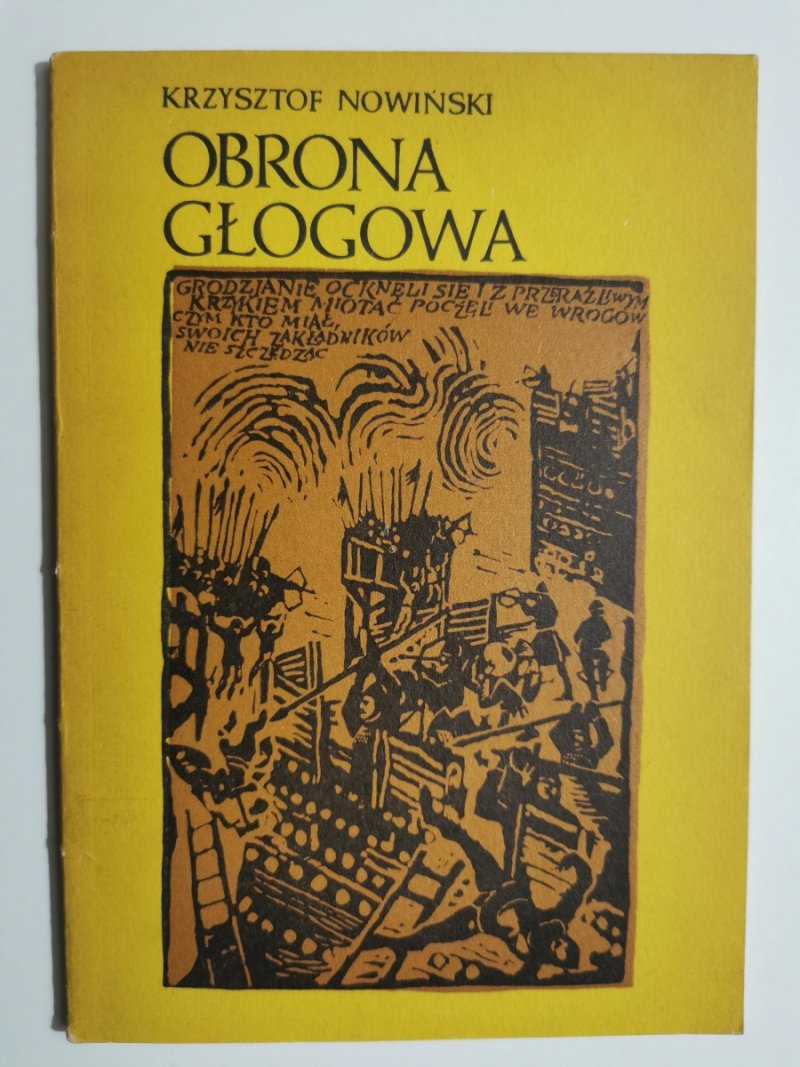 KRZYSZTOF NOWIŃSKI
OBRONA
GŁOGOWA
GRODZIANIE OCKNĘLI SIĘ I Z PRZERAŹLIWYM
KRZYKIEM MIOTAĆ POCZĘLI WE WROGÓW
CZYM KTO MIAŁ,
SWOICH ZAKŁADNIKÓW
NIE SZCZĘDZĄC